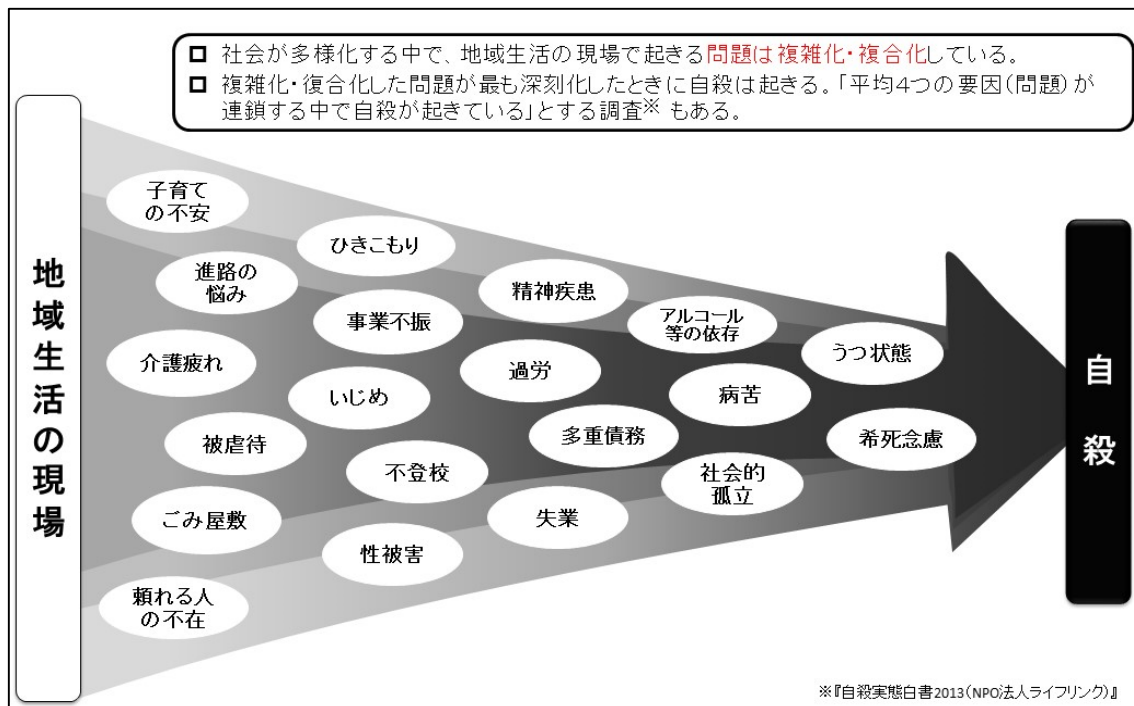 □ 社会が多様化する中で、地域生活の現場で起きる問題は複雑化・複合化している。
□ 複雑化・復合化した問題が最も深刻化したときに自殺は起きる。「平均4つの要因(問題)が
連鎖する中で自殺が起きている」とする調査※ もある。
地域生活の現場
子育て
の不安
ひきこもり
進路の
悩み
精神疾患
事業不振
アルコール
等の依存
うつ状態
介護疲れ
過労
いじめ
病苦
被虐待
多重債務
希死念慮
不登校
社会的
孤立
ごみ屋敷
失業
性被害
頼れる人
の不在
自殺
※『自殺実態白書2013(NPO法人ライフリンク)』